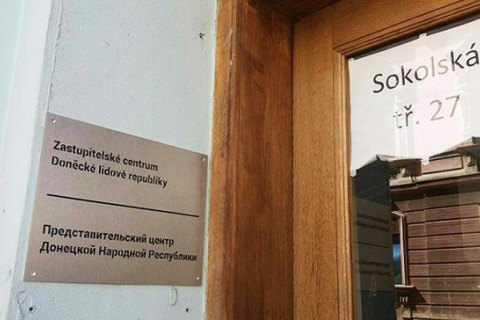 Zastupitelské centrum
Doněcké lidové republiky
Представительский центр
Донецкой Народной Республики
Sokolská
tř. 27